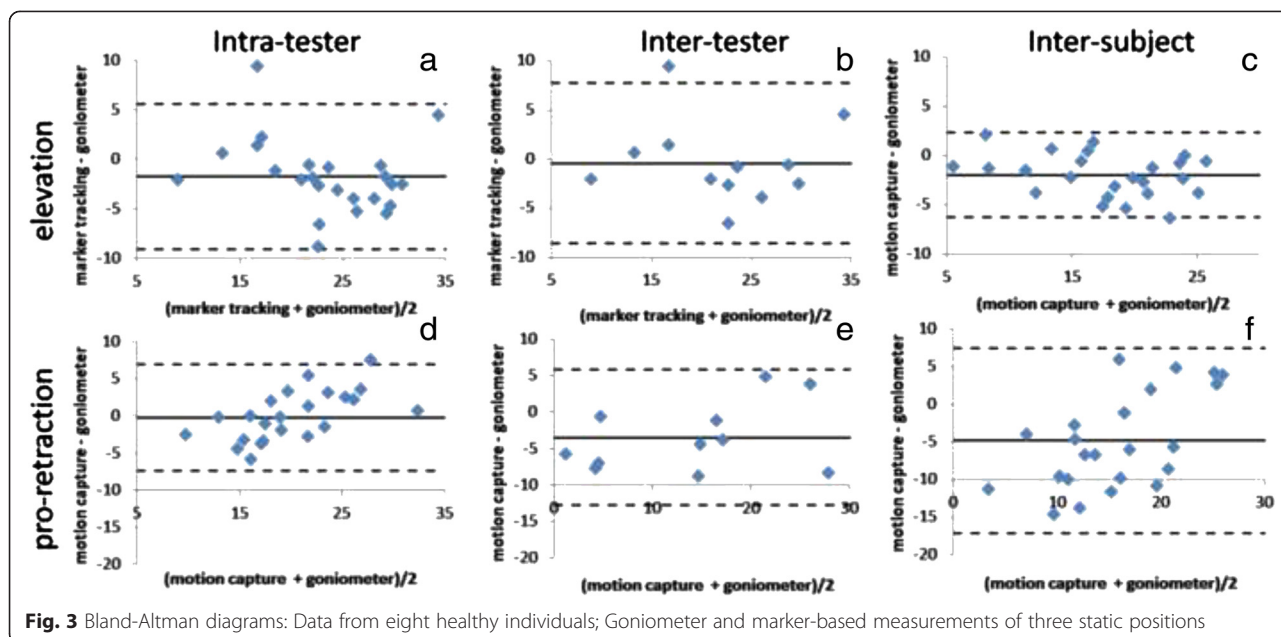 Intra-tester Inter-tester Inter-subject
elevation
a
marker tracking - goniometer
10
5
0
-5
-10
5 15 25 35
(marker tracking + goniometer)/2
b
marker tracking - goniometer
10
5
0
-5
-10
5 15 25 35
(marker tracking + goniometer)/2
c
motion capture - goniometer
10
5
0
-5
-10
5 15 25
(motion capture + goniometer)/2
pro-retraction
d
motion capture - goniometer
10
5
0
-5
-10
-15
-20
5 15 25 35
(motion capture + goniometer)/2
e
motion capture - goniometer
10
5
0
-5
-10
-15
-20
0 10 20 30
(motion capture + goniometer)/2
f
motion capture - goniometer
10
5
0
-5
-10
-15
-20
0 10 20 30
(motion capture + goniometer)/2
Fig. 3 Bland-Altman diagrams: Data from eight healthy individuals; Goniometer and marker-based measurements of three static positions